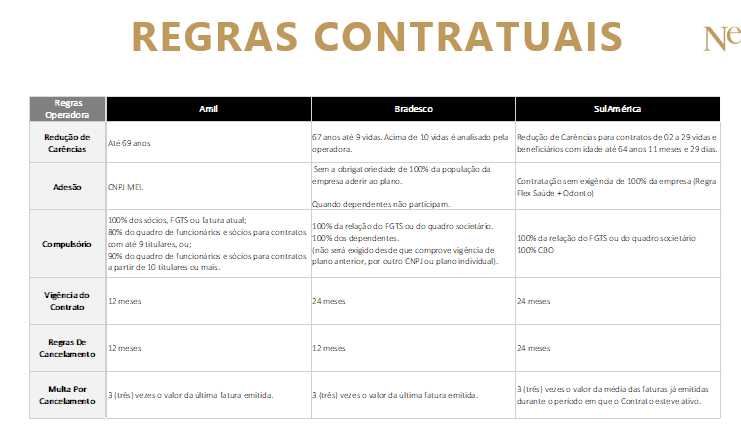 REGRAS CONTRATUAIS
Ne
Regras
Operadora
Amil
Bradesco
SulAmérica
Redução de
Carências
Até 69 anos
67 anos até 9 vidas. Acima de 10 vidas é analisado pela
operadora.
Redução de Carências para contratos de 02 a 29 vidas e
beneficiários com idade até 64 anos 11 meses e 29 dias.
Adesão
CNPJ MEI.
Sem a obrigatoriedade de 100% da população da
empresa aderir ao plano.
Quando dependentes não participam.
Contratação sem exigência de 100% da empresa (Regra
Flex Saúde + Odonto)
Compulsório
100% dos sócios, FGTS ou fatura atual;
80% do quadro de funcionários e sócios para contratos
com até 9 titulares, ou;
90% do quadro de funcionários e sócios para contratos
a partir de 10 titulares ou mais.
100% da relação do FGTS ou do quadro societário.
100% dos dependentes.
(não será exigido desde que comprove vigência de
plano anterior, por outro CNPJ ou plano individual).
100% da relação do FGTS ou do quadro societário
100% CBO
Vigência do
Contrato
12 meses
24 meses
24 meses
Regras De
Cancelamento
12 meses
12 meses
24 meses
Multa Por
Cancelamento
3 (três) vezes o valor da última fatura emitida.
3 (três) vezes o valor da última fatura emitida.
3 (três) vezes o valor da média das faturas já emitidas
durante o período em que o Contrato esteve ativo.